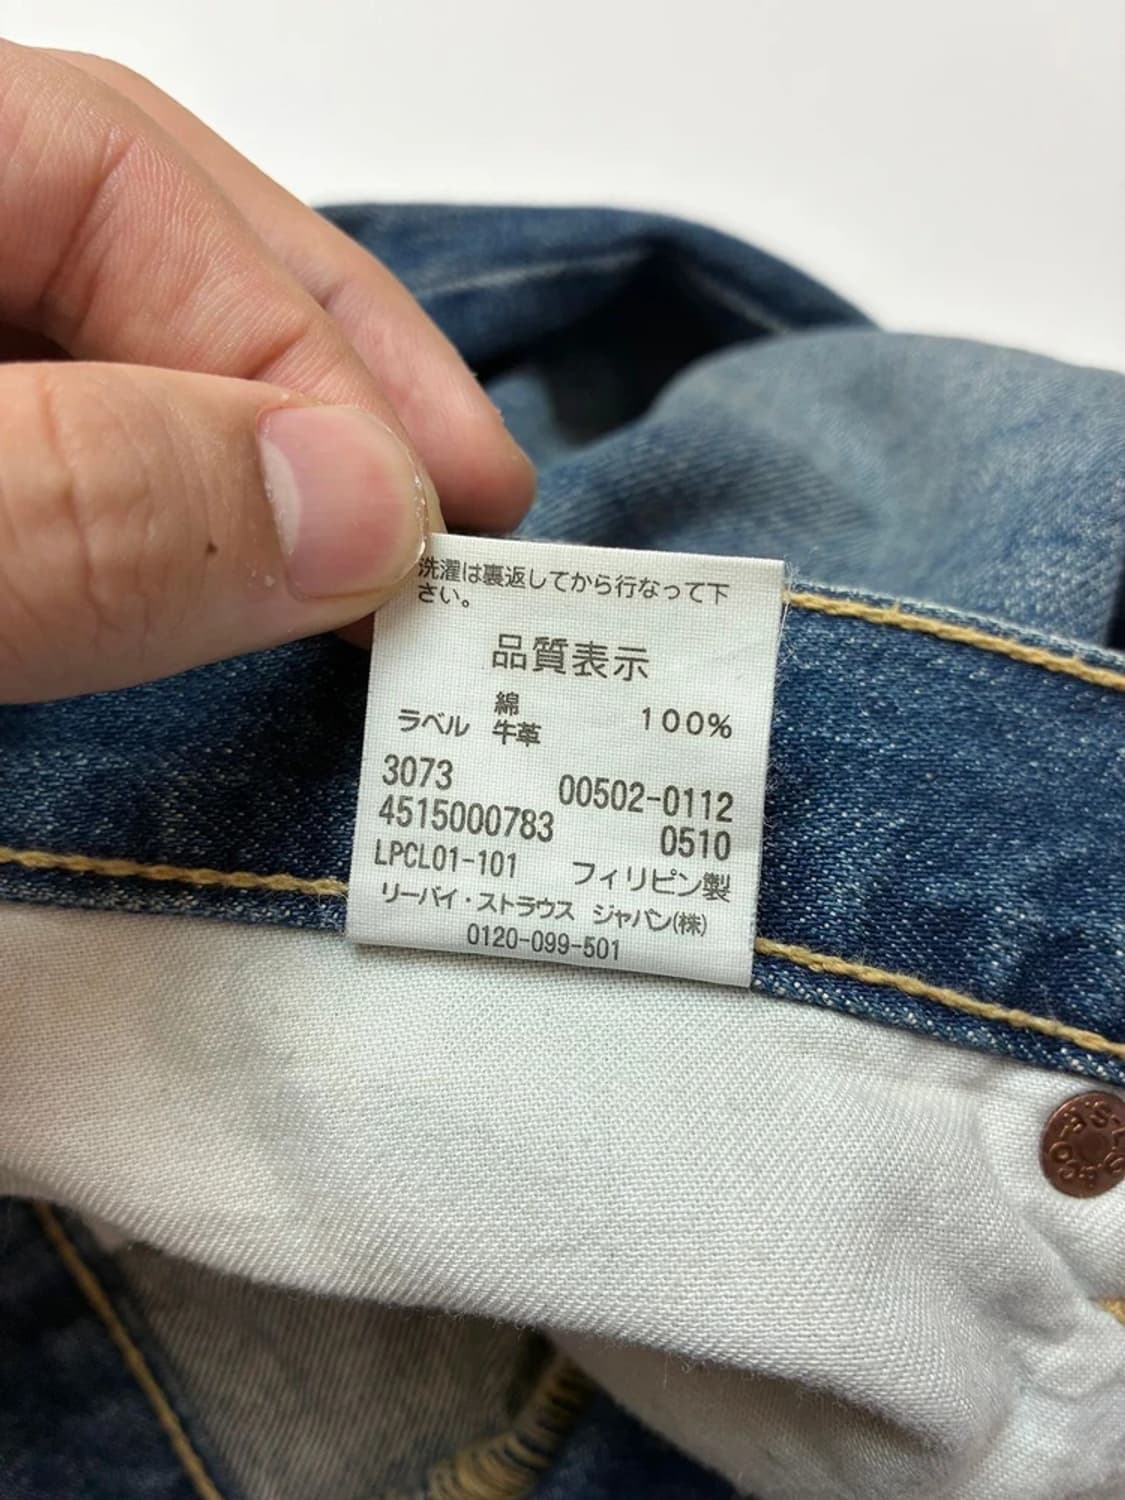 洗濯は裏返してから行なって下
さい。
品質表示
綿 100%
ラベル 牛革
3073 00502-0112
4515000783 0510
LPCL01-101 フィリピン製
リーバイ・ストラウス ジャパン(株)
0120-099-501